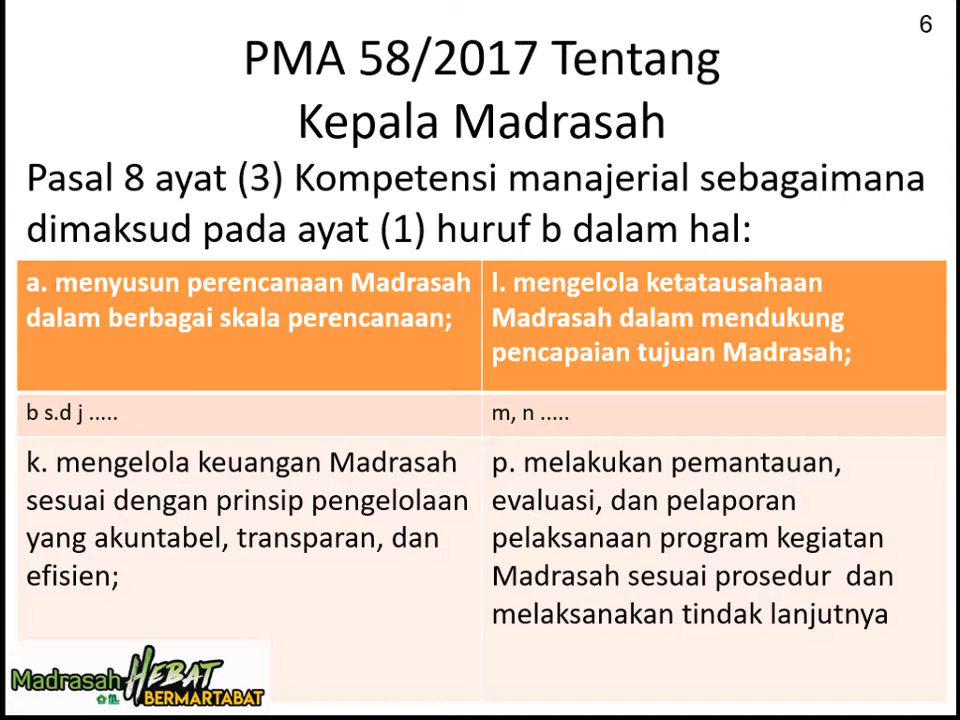 6
PMA 58/2017 Tentang
Kepala Madrasah
Pasal 8 ayat (3) Kompetensi manajerial sebagaimana
dimaksud pada ayat (1) huruf b dalam hal:
a. menyusun perencanaan Madrasah
dalam berbagai skala perencanaan;
l. mengelola ketatausahaan
Madrasah dalam mendukung
pencapaian tujuan Madrasah;
b s.d j .....
m, n .....
k. mengelola keuangan Madrasah
sesuai dengan prinsip pengelolaan
yang akuntabel, transparan, dan
efisien;
p. melakukan pemantauan,
evaluasi, dan pelaporan
pelaksanaan program kegiatan
Madrasah sesuai prosedur  dan
melaksanakan tindak lanjutnya
Madrasah HEBAT
BERMARTABAT